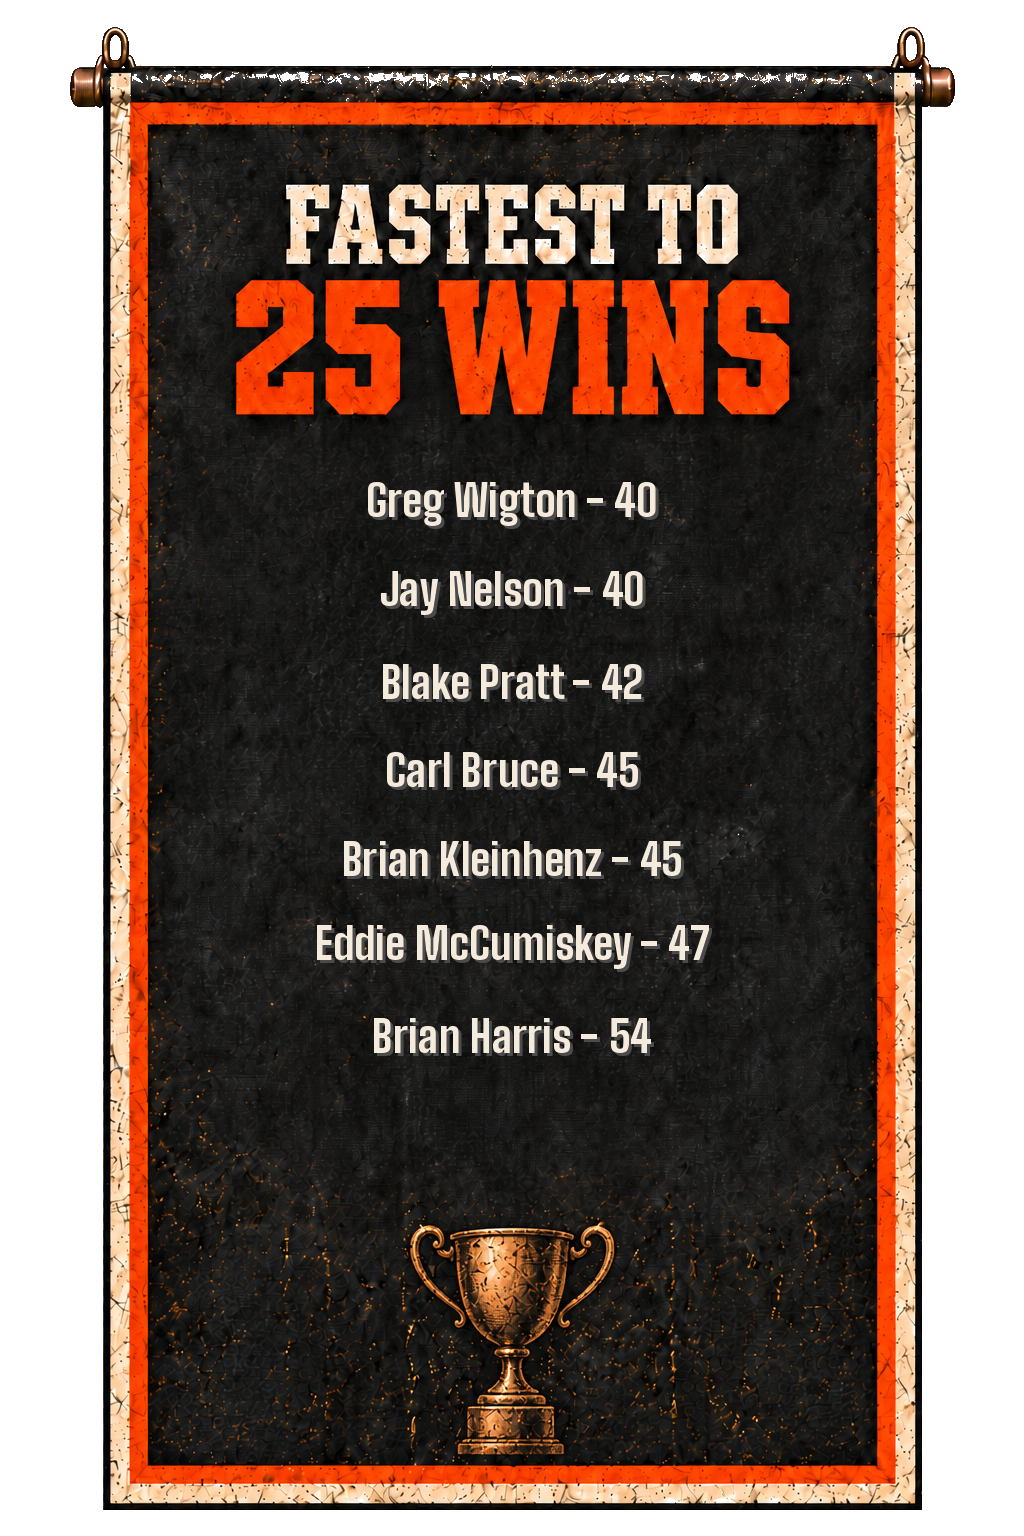 FASTEST TO
25 WINS
Greg Wigton - 40
Jay Nelson - 40
Blake Pratt - 42
Carl Bruce - 45
Brian Kleinhenz - 45
Eddie McCumiskey - 47
Brian Harris - 54